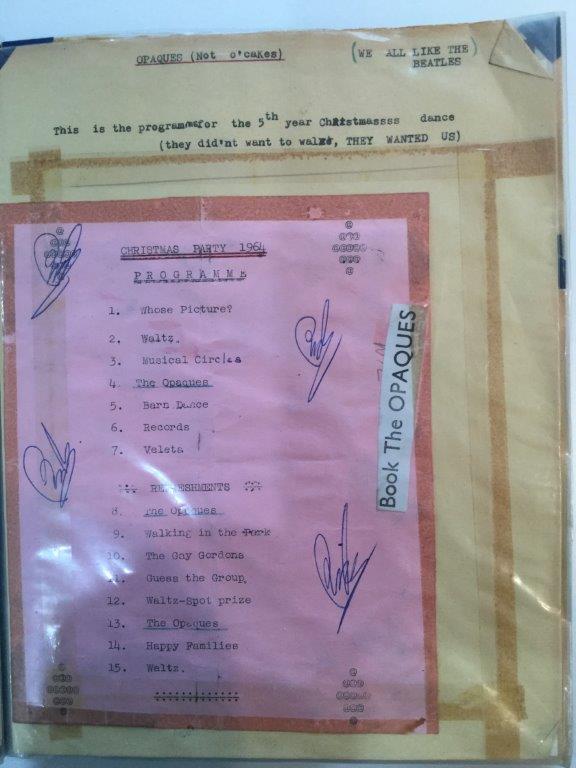 OPAQUES (Not o'cakes)
(WE ALL LIKE THE
BEATLES)
This is the programme for the 5th year Christmassss dance
(they did'nt want to walze, THEY WANTED US)
CHRISTMAS PARTY 1964
PROGRAMME
1. Whose Picture?
2. Waltz.
3. Musical Circles
4. The Opaques
5. Barn Dance
6. Records
7. Veleta
REFRESHMENTS
8. The Opaques
9. Walking in the Park
10. The Gay Gordons
11. Guess the Group.
12. Waltz-Spot prize
13. The Opaques
14. Happy Families
15. Waltz.
Book The OPAQUES